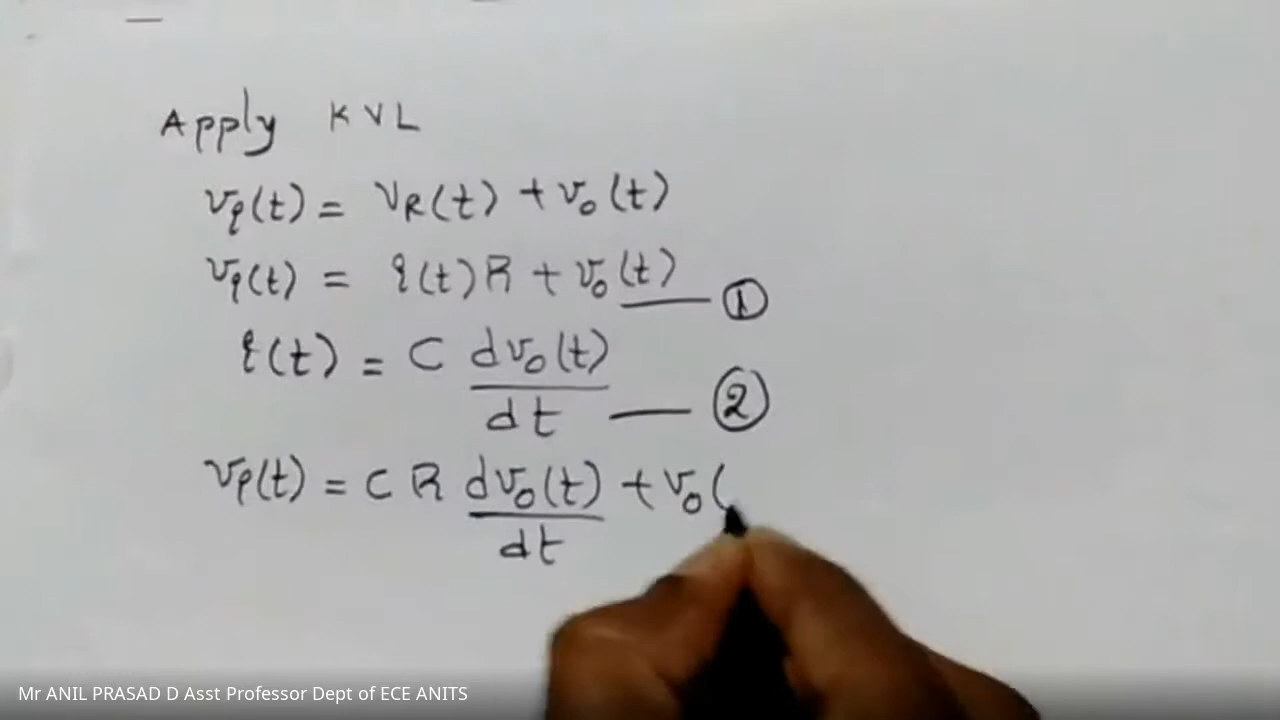 Apply KVL
vi(t) = VR(t) + vo(t)
vi(t) = i(t)R + vo(t) — ①
i(t) = C dvo(t)/dt — ②
vi(t) = CR dvo(t)/dt + vo(
Mr ANIL PRASAD D Asst Professor Dept of ECE ANITS